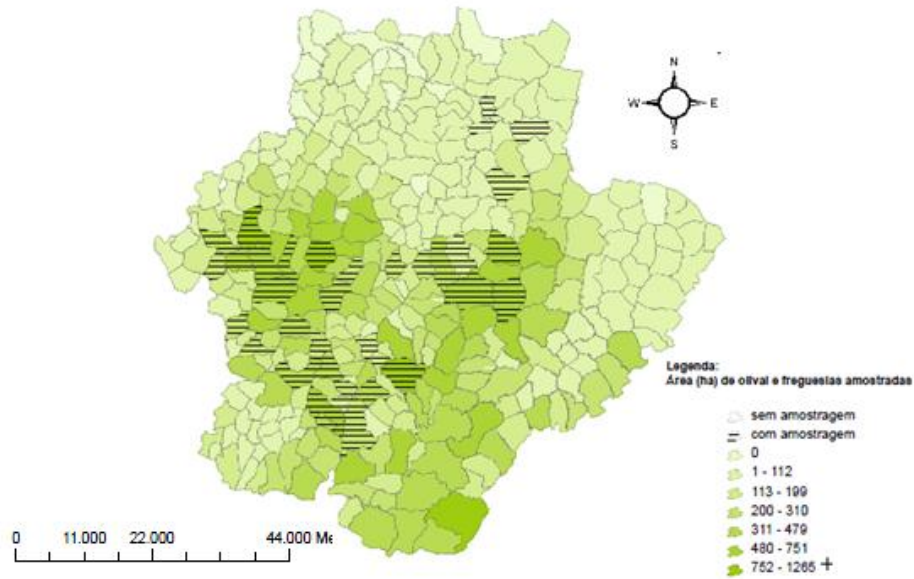 N
W E
S
Legenda:
Área (ha) de olival e freguesias amostradas
sem amostragem
com amostragem
0
1 - 112
113 - 199
200 - 310
311 - 479
480 - 751
752 - 1265 +
0 11.000 22.000 44.000 Me